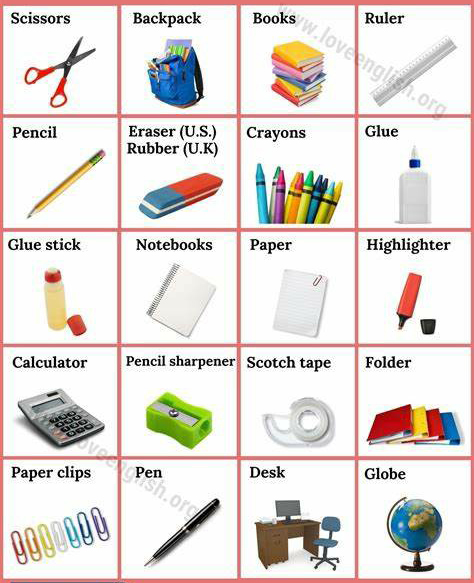 Scissors
Backpack
Books
Ruler
www.loveenglish.org
Pencil
Eraser (U.S.)
Rubber (U.K)
Crayons
Glue
Glue stick
Notebooks
Paper
Highlighter
Calculator
Pencil sharpener
Scotch tape
Folder
loveenglish.org
Paper clips
Pen
Desk
Globe